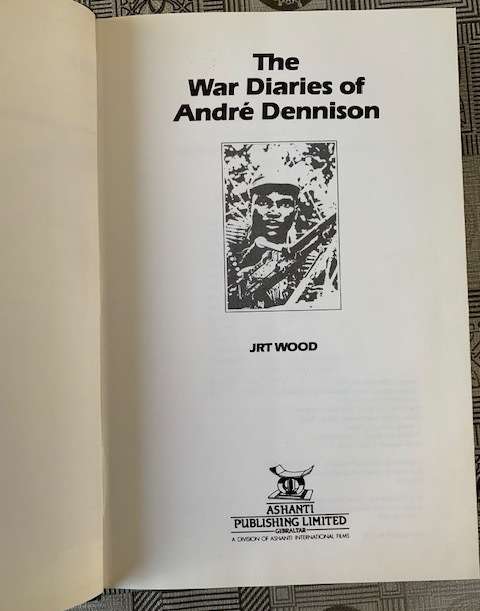 The
War Diaries of
André Dennison
JRT WOOD
ASHANTI
PUBLISHING LIMITED
GIBRALTAR
A DIVISION OF ASHANTI INTERNATIONAL FILMS